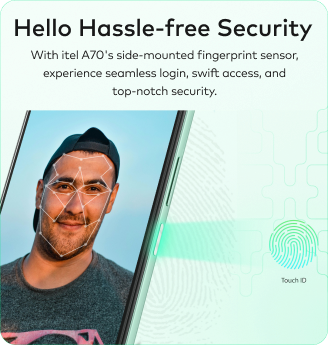 Hello Hassle-free Security
With itel A70's side-mounted fingerprint sensor,
experience seamless login, swift access, and
top-notch security.
Touch ID